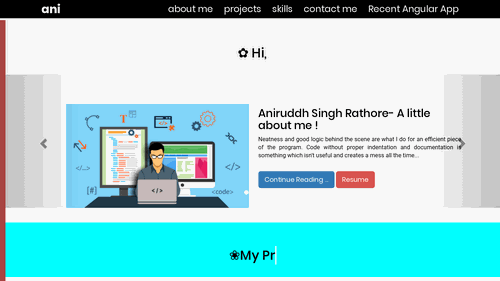 ani about me projects skills contact me Recent Angular App
✿ Hi,
Aniruddh Singh Rathore- A little
about me !
Neatness and good logic behind the scene are what I do for an efficient piece
of the program. Code without proper indentation and documentation is
something which isn't useful and creates a mess all the time...
Continue Reading .. Resume
T
</>
</>
</>
[#]
<code>
❀My Pr